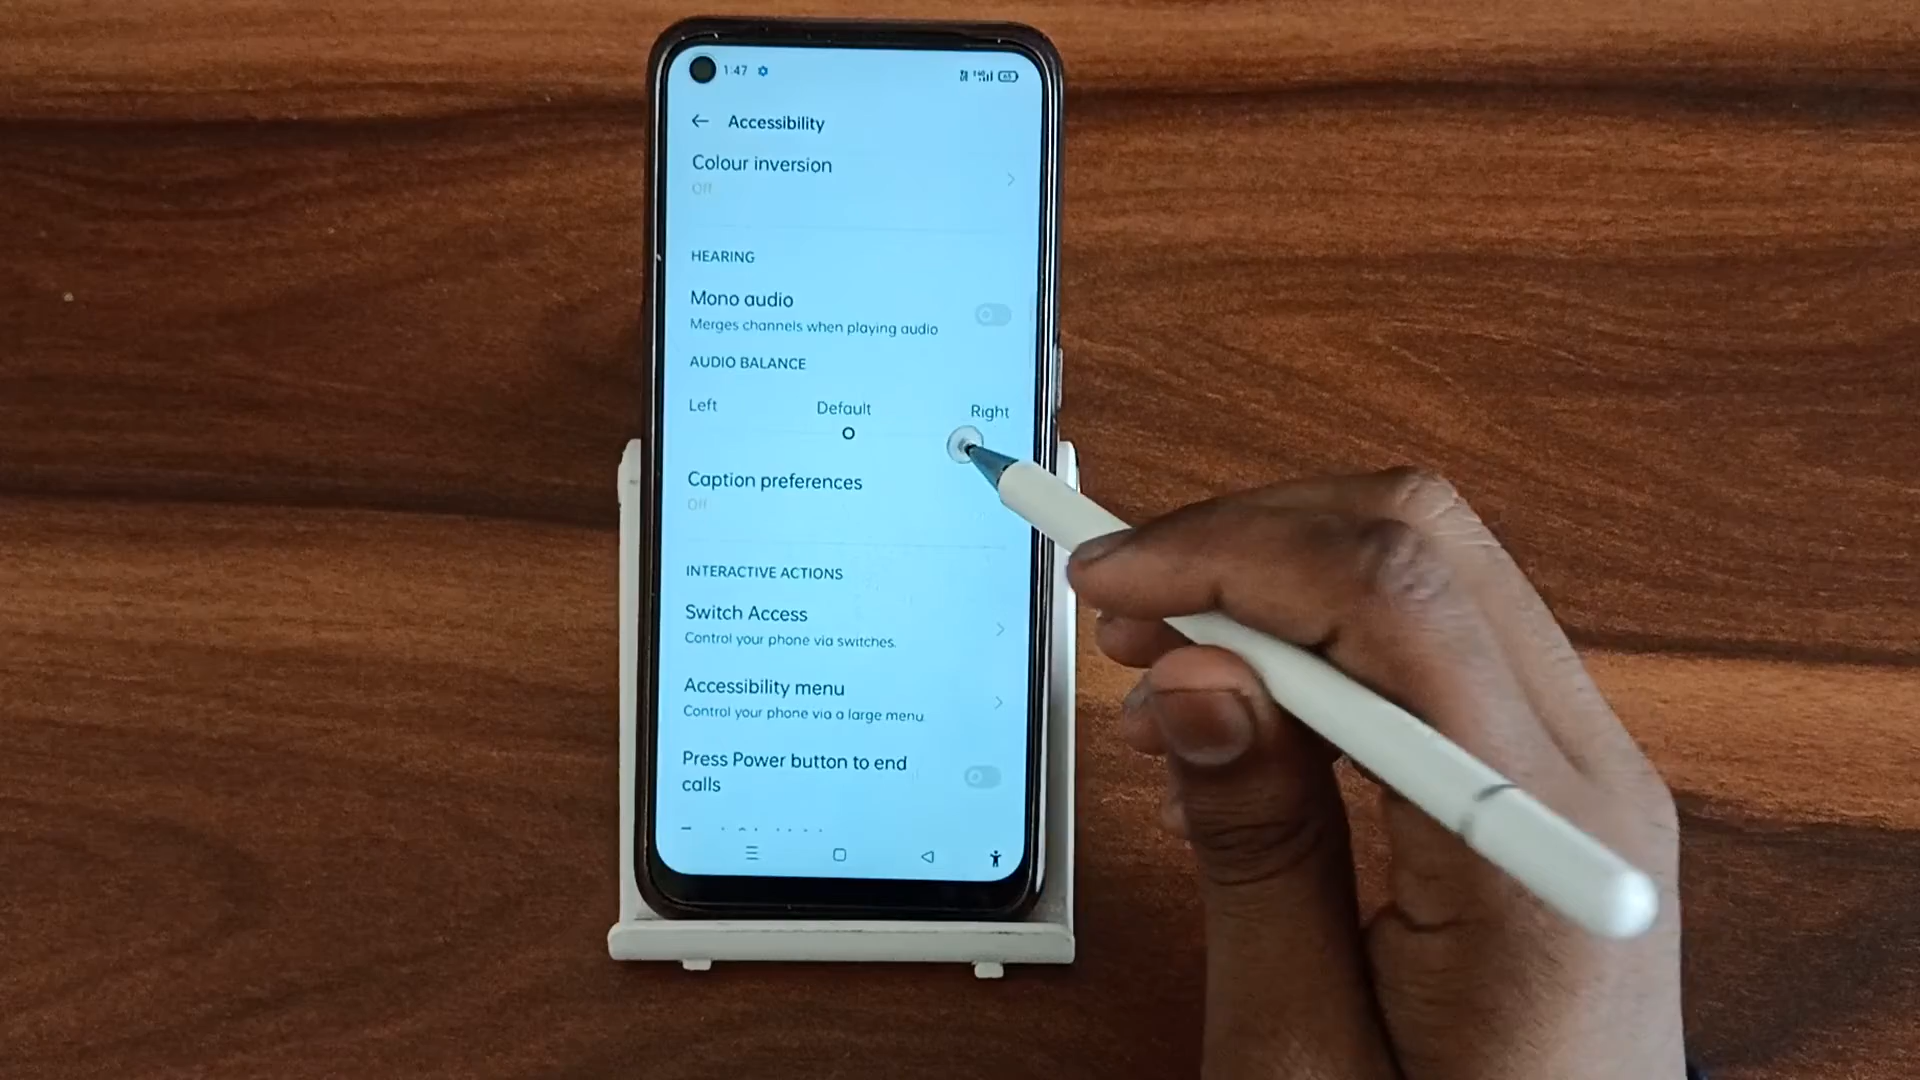 1:47
Accessibility
Colour inversion
Off
HEARING
Mono audio
Merges channels when playing audio
AUDIO BALANCE
Left Default Right
Caption preferences
Off
INTERACTIVE ACTIONS
Switch Access
Control your phone via switches.
Accessibility menu
Control your phone via a large menu
Press Power button to end
calls